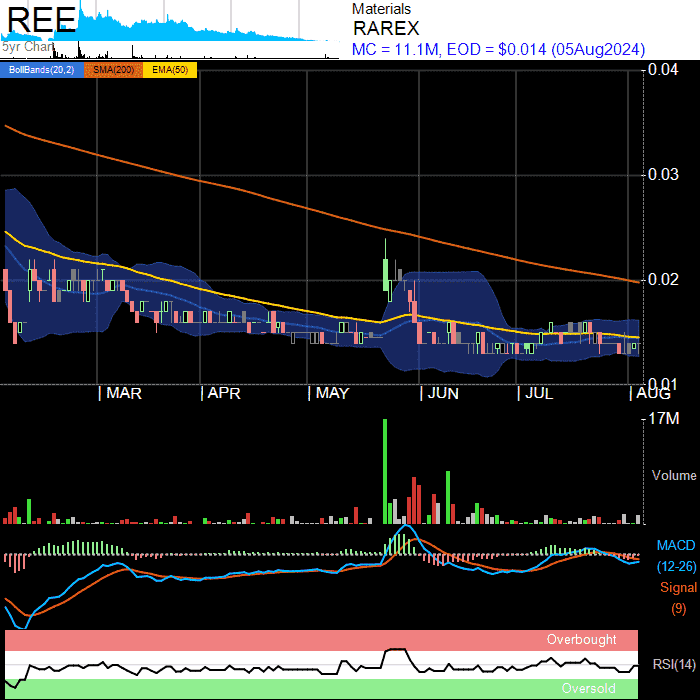 REE
5yr Chart
Materials
RAREX
MC = 11.1M, EOD = $0.014 (05Aug2024)
BollBands(20,2) SMA(200) EMA(50)
0.04
0.03
0.02
0.01
| MAR | APR | MAY | JUN | JUL | AUG
17M
Volume
MACD
(12-26)
Signal
(9)
Overbought
RSI(14)
Oversold